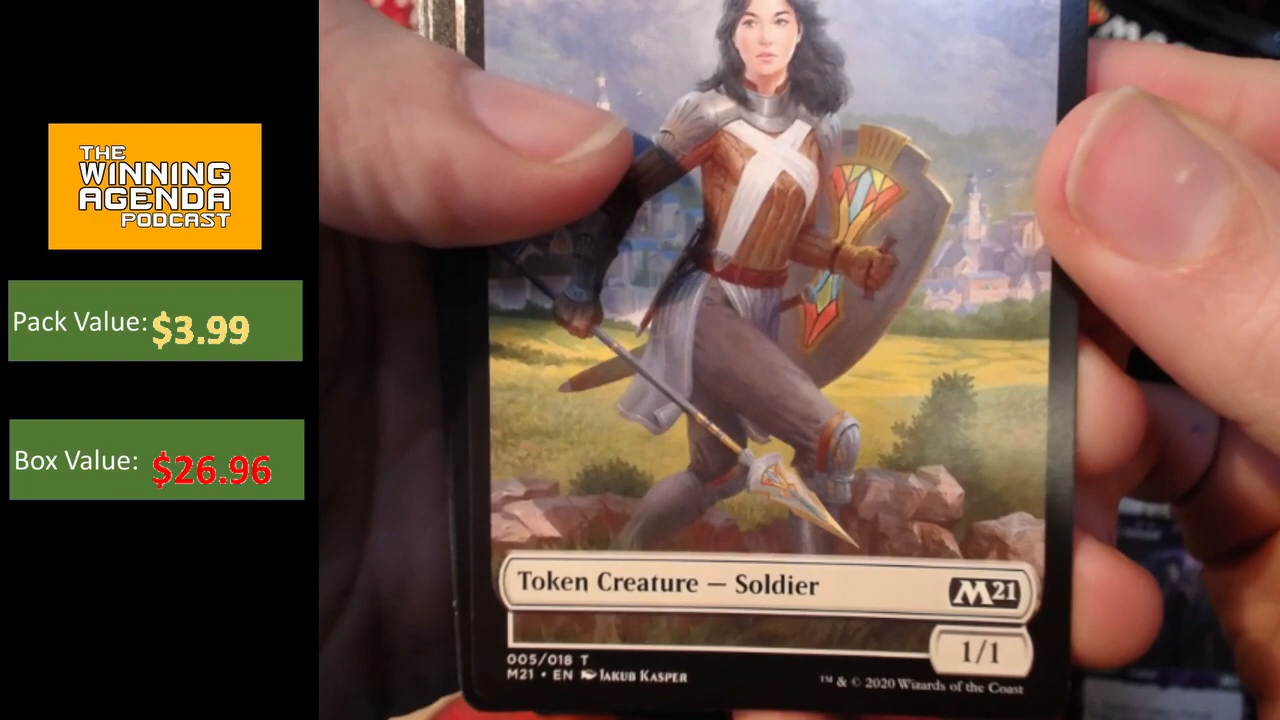 THE
WINNING
AGENDA
PODCAST
Pack Value: $3.99
Box Value: $26.96
Token Creature — Soldier
M21
1/1
005/018 T
M21 • EN Jakub Kasper
™ & © 2020 Wizards of the Coast